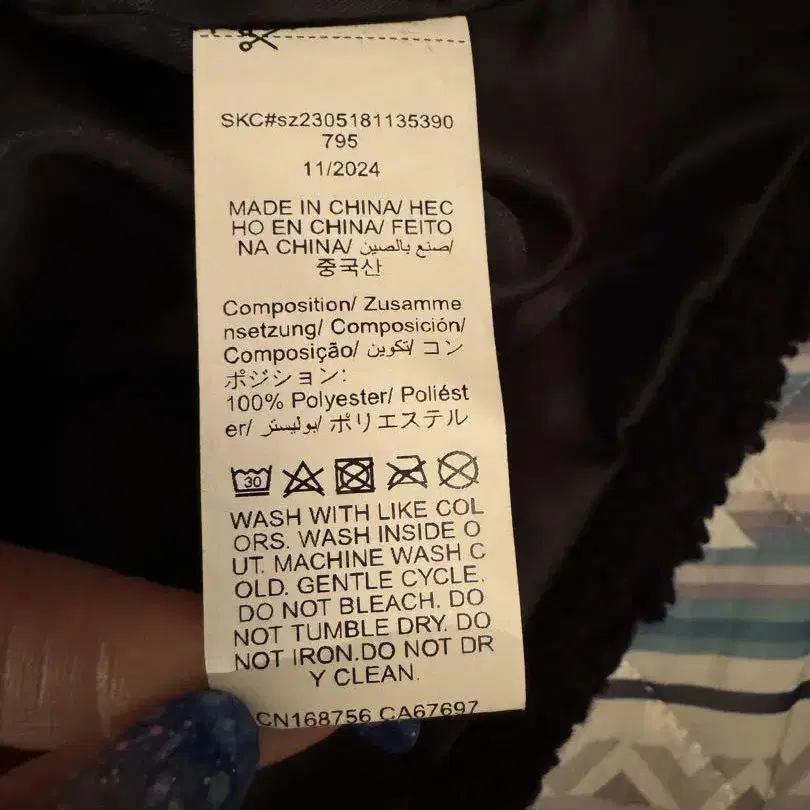 SKC#sz2305181135390
795
11/2024
MADE IN CHINA/ HEC
HO EN CHINA/ FEITO
NA CHINA/ صنع بالصين/
중국산
Composition/ Zusamme
nsetzung/ Composición/
Composição/ تكوين/ コン
ポジション:
100% Polyester/ Poliést
er/ بوليستر/ ポリエステル
30
WASH WITH LIKE COL
ORS. WASH INSIDE O
UT. MACHINE WASH C
OLD. GENTLE CYCLE.
DO NOT BLEACH. DO
NOT TUMBLE DRY. DO
NOT IRON.DO NOT DR
Y CLEAN.
CN168756 CA67697